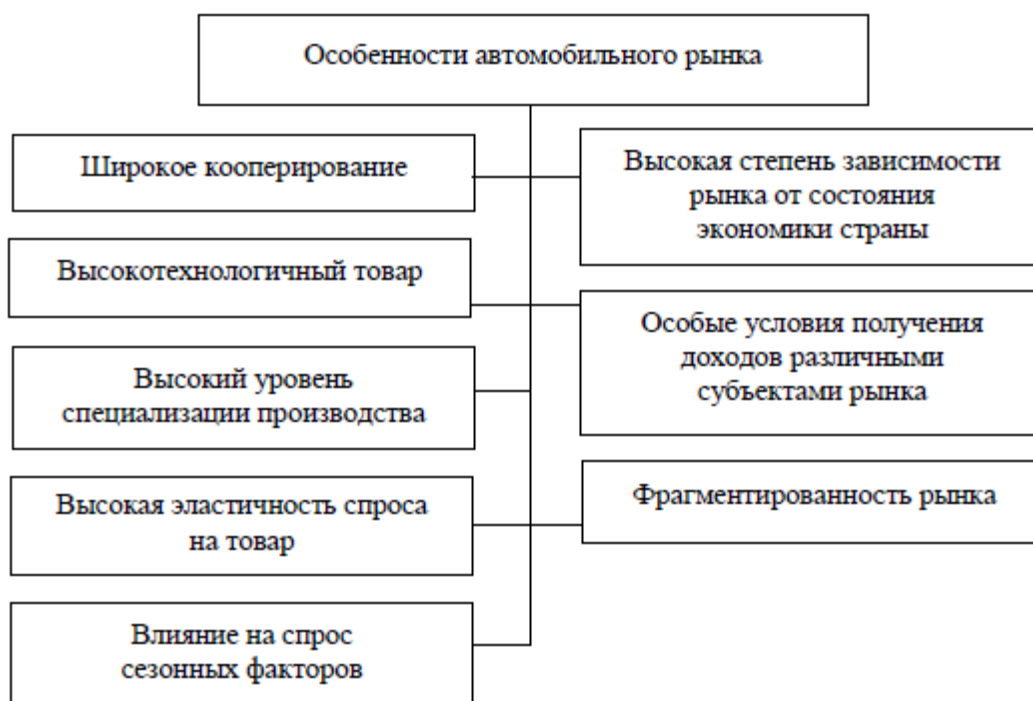 Особенности автомобильного рынка
Широкое кооперирование
Высокотехнологичный товар
Высокий уровень
специализации производства
Высокая эластичность спроса
на товар
Влияние на спрос
сезонных факторов
Высокая степень зависимости
рынка от состояния
экономики страны
Особые условия получения
доходов различными
субъектами рынка
Фрагментированность рынка